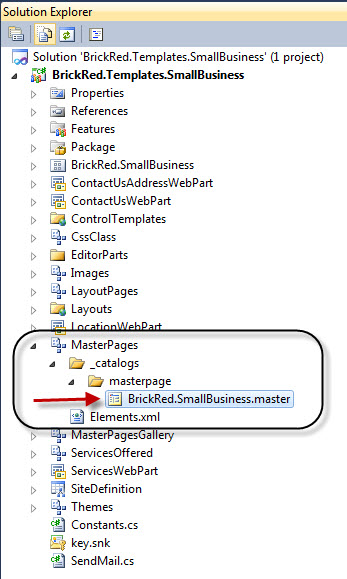 Solution Explorer
Solution 'BrickRed.Templates.SmallBusiness' (1 project)
BrickRed.Templates.SmallBusiness
Properties
References
Features
Package
BrickRed.SmallBusiness
ContactUsAddressWebPart
ContactUsWebPart
ControlTemplates
CssClass
EditorParts
Images
LayoutPages
Layouts
LocationWebPart
MasterPages
_catalogs
masterpage
BrickRed.SmallBusiness.master
Elements.xml
MasterPagesGallery
ServicesOffered
ServicesWebPart
SiteDefinition
Themes
Constants.cs
key.snk
SendMail.cs